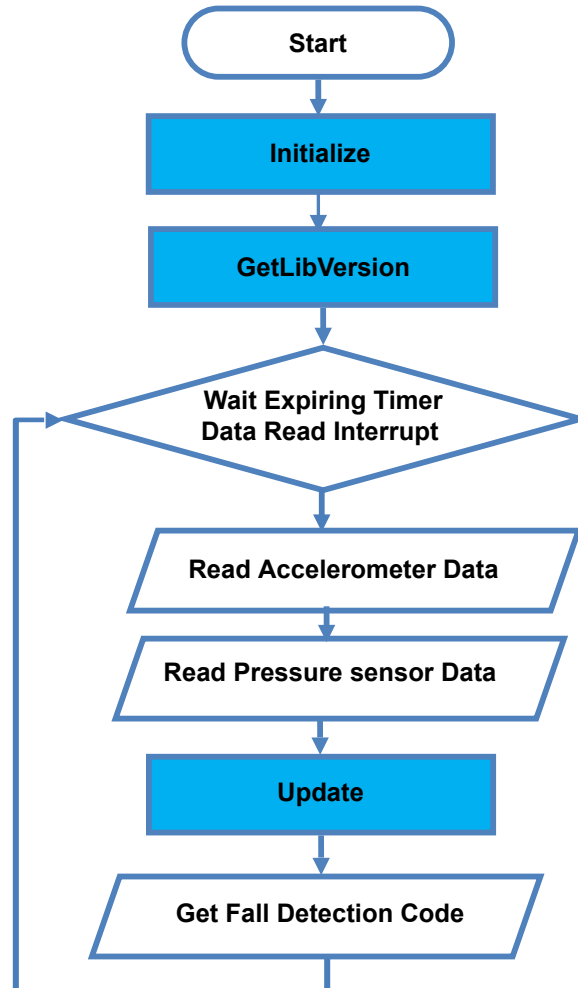 Start
Initialize
GetLibVersion
Wait Expiring Timer
Data Read Interrupt
Read Accelerometer Data
Read Pressure sensor Data
Update
Get Fall Detection Code